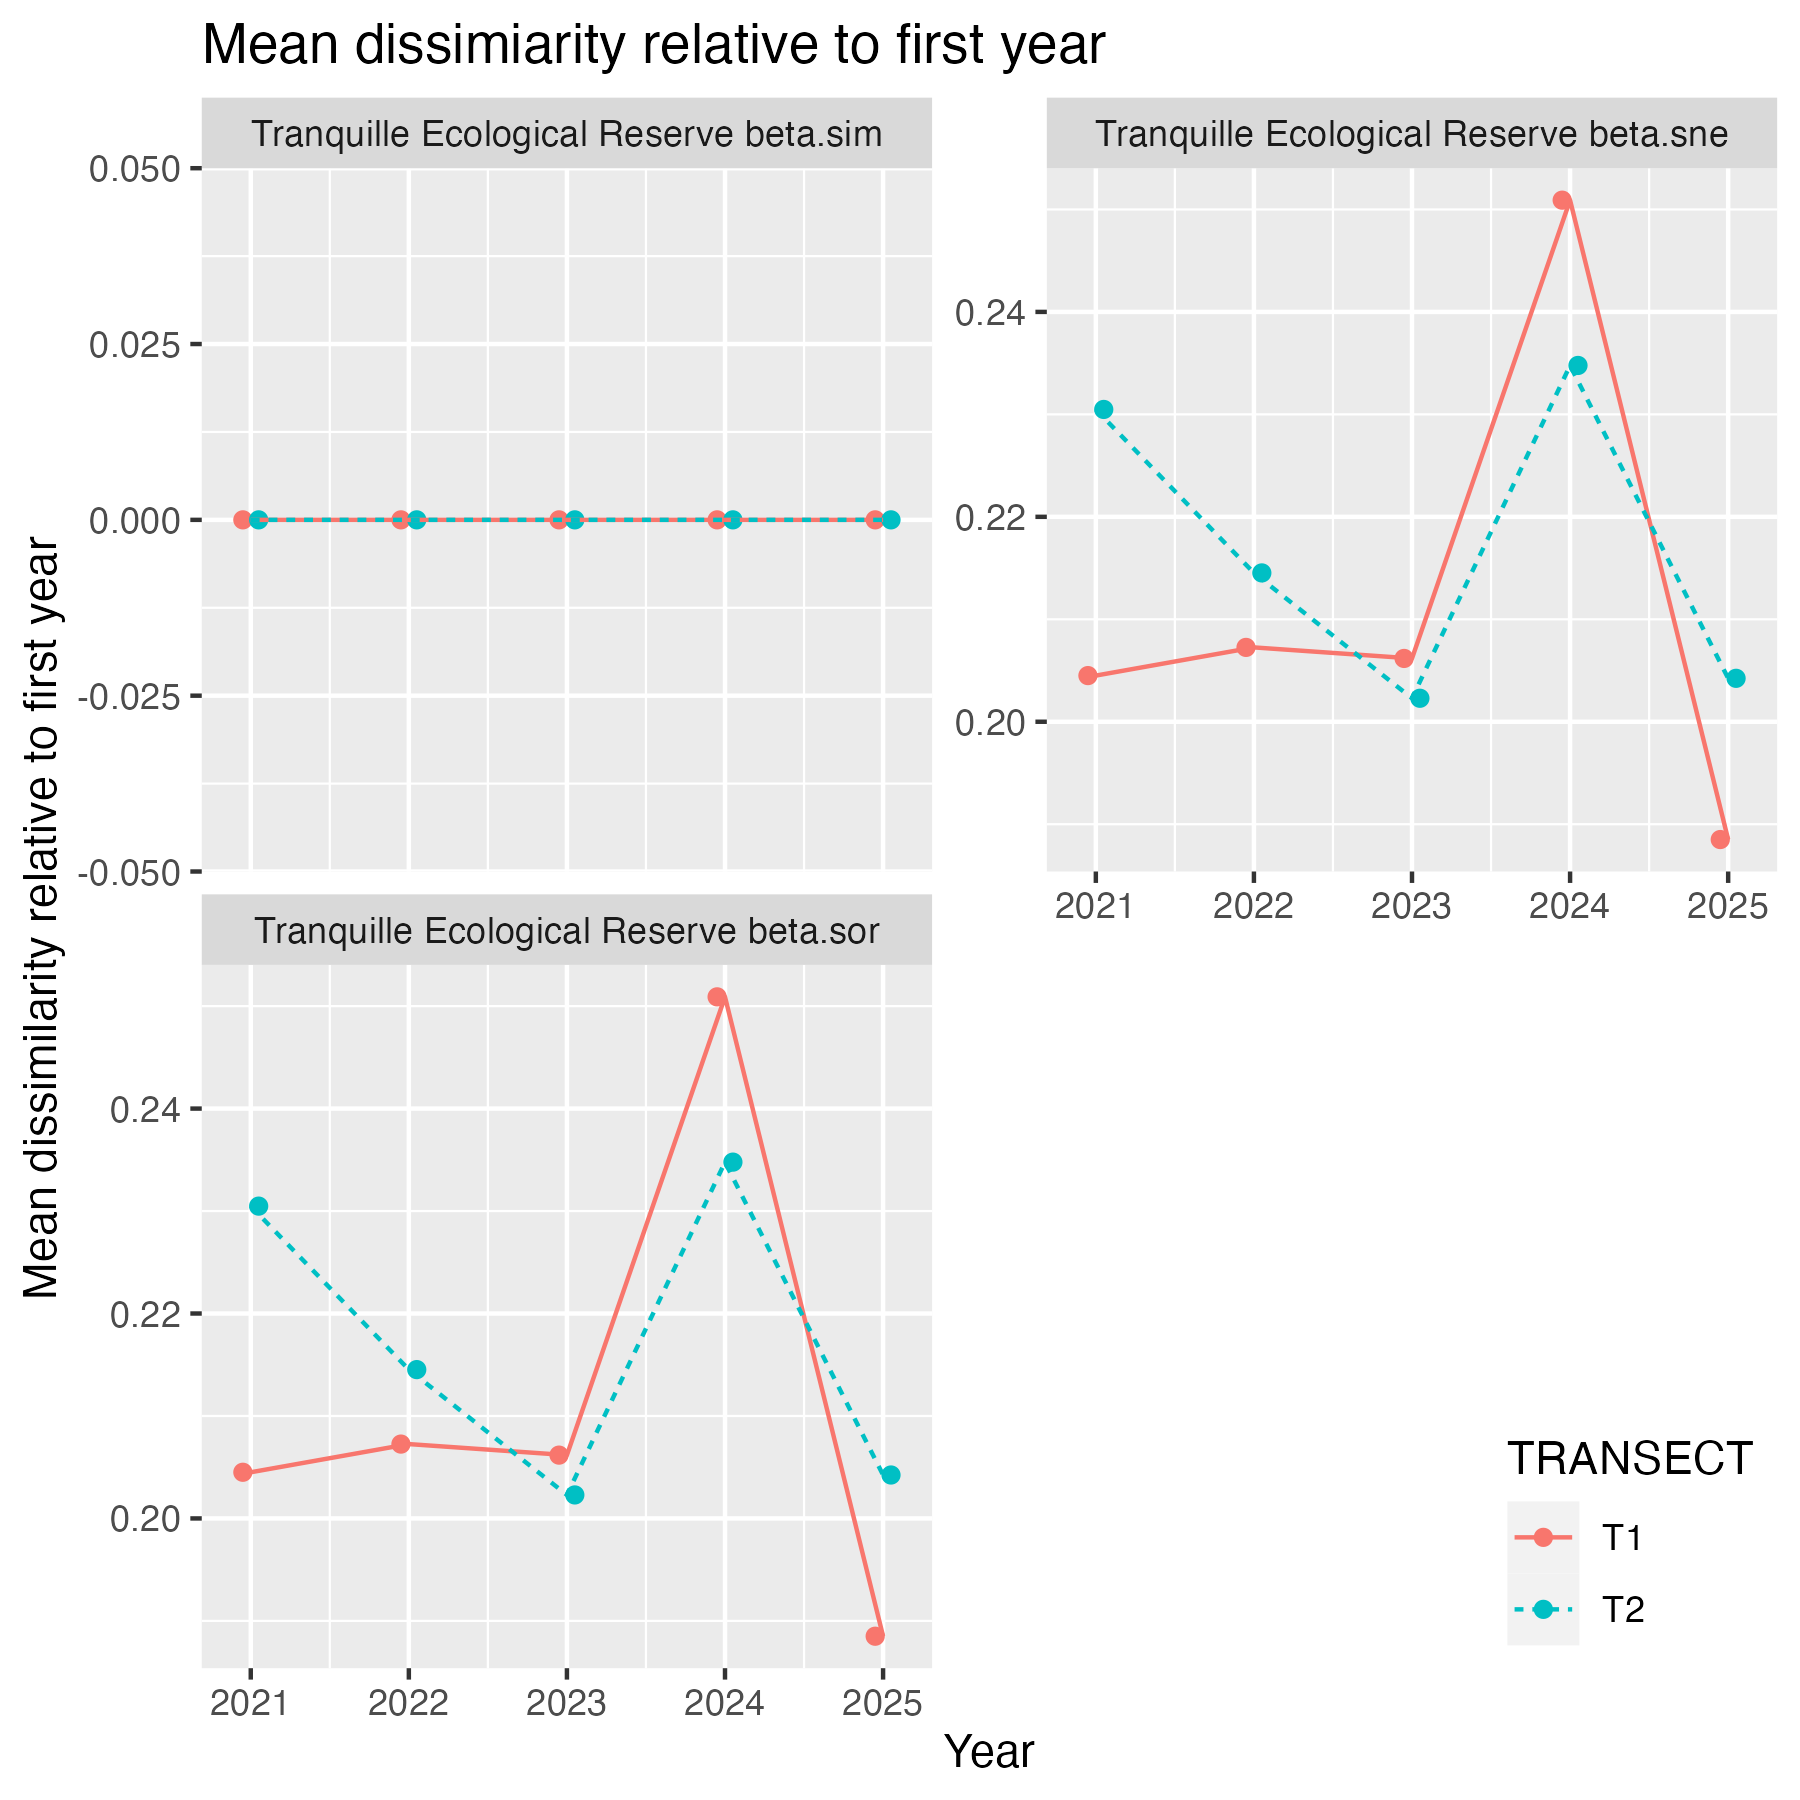 Mean dissimiarity relative to first year
Mean dissimilarity relative to first year
Tranquille Ecological Reserve beta.sim
0.050
0.025
0.000
-0.025
-0.050
Tranquille Ecological Reserve beta.sne
0.24
0.22
0.20
2021 2022 2023 2024 2025
Tranquille Ecological Reserve beta.sor
0.24
0.22
0.20
2021 2022 2023 2024 2025
Year
TRANSECT
T1
T2